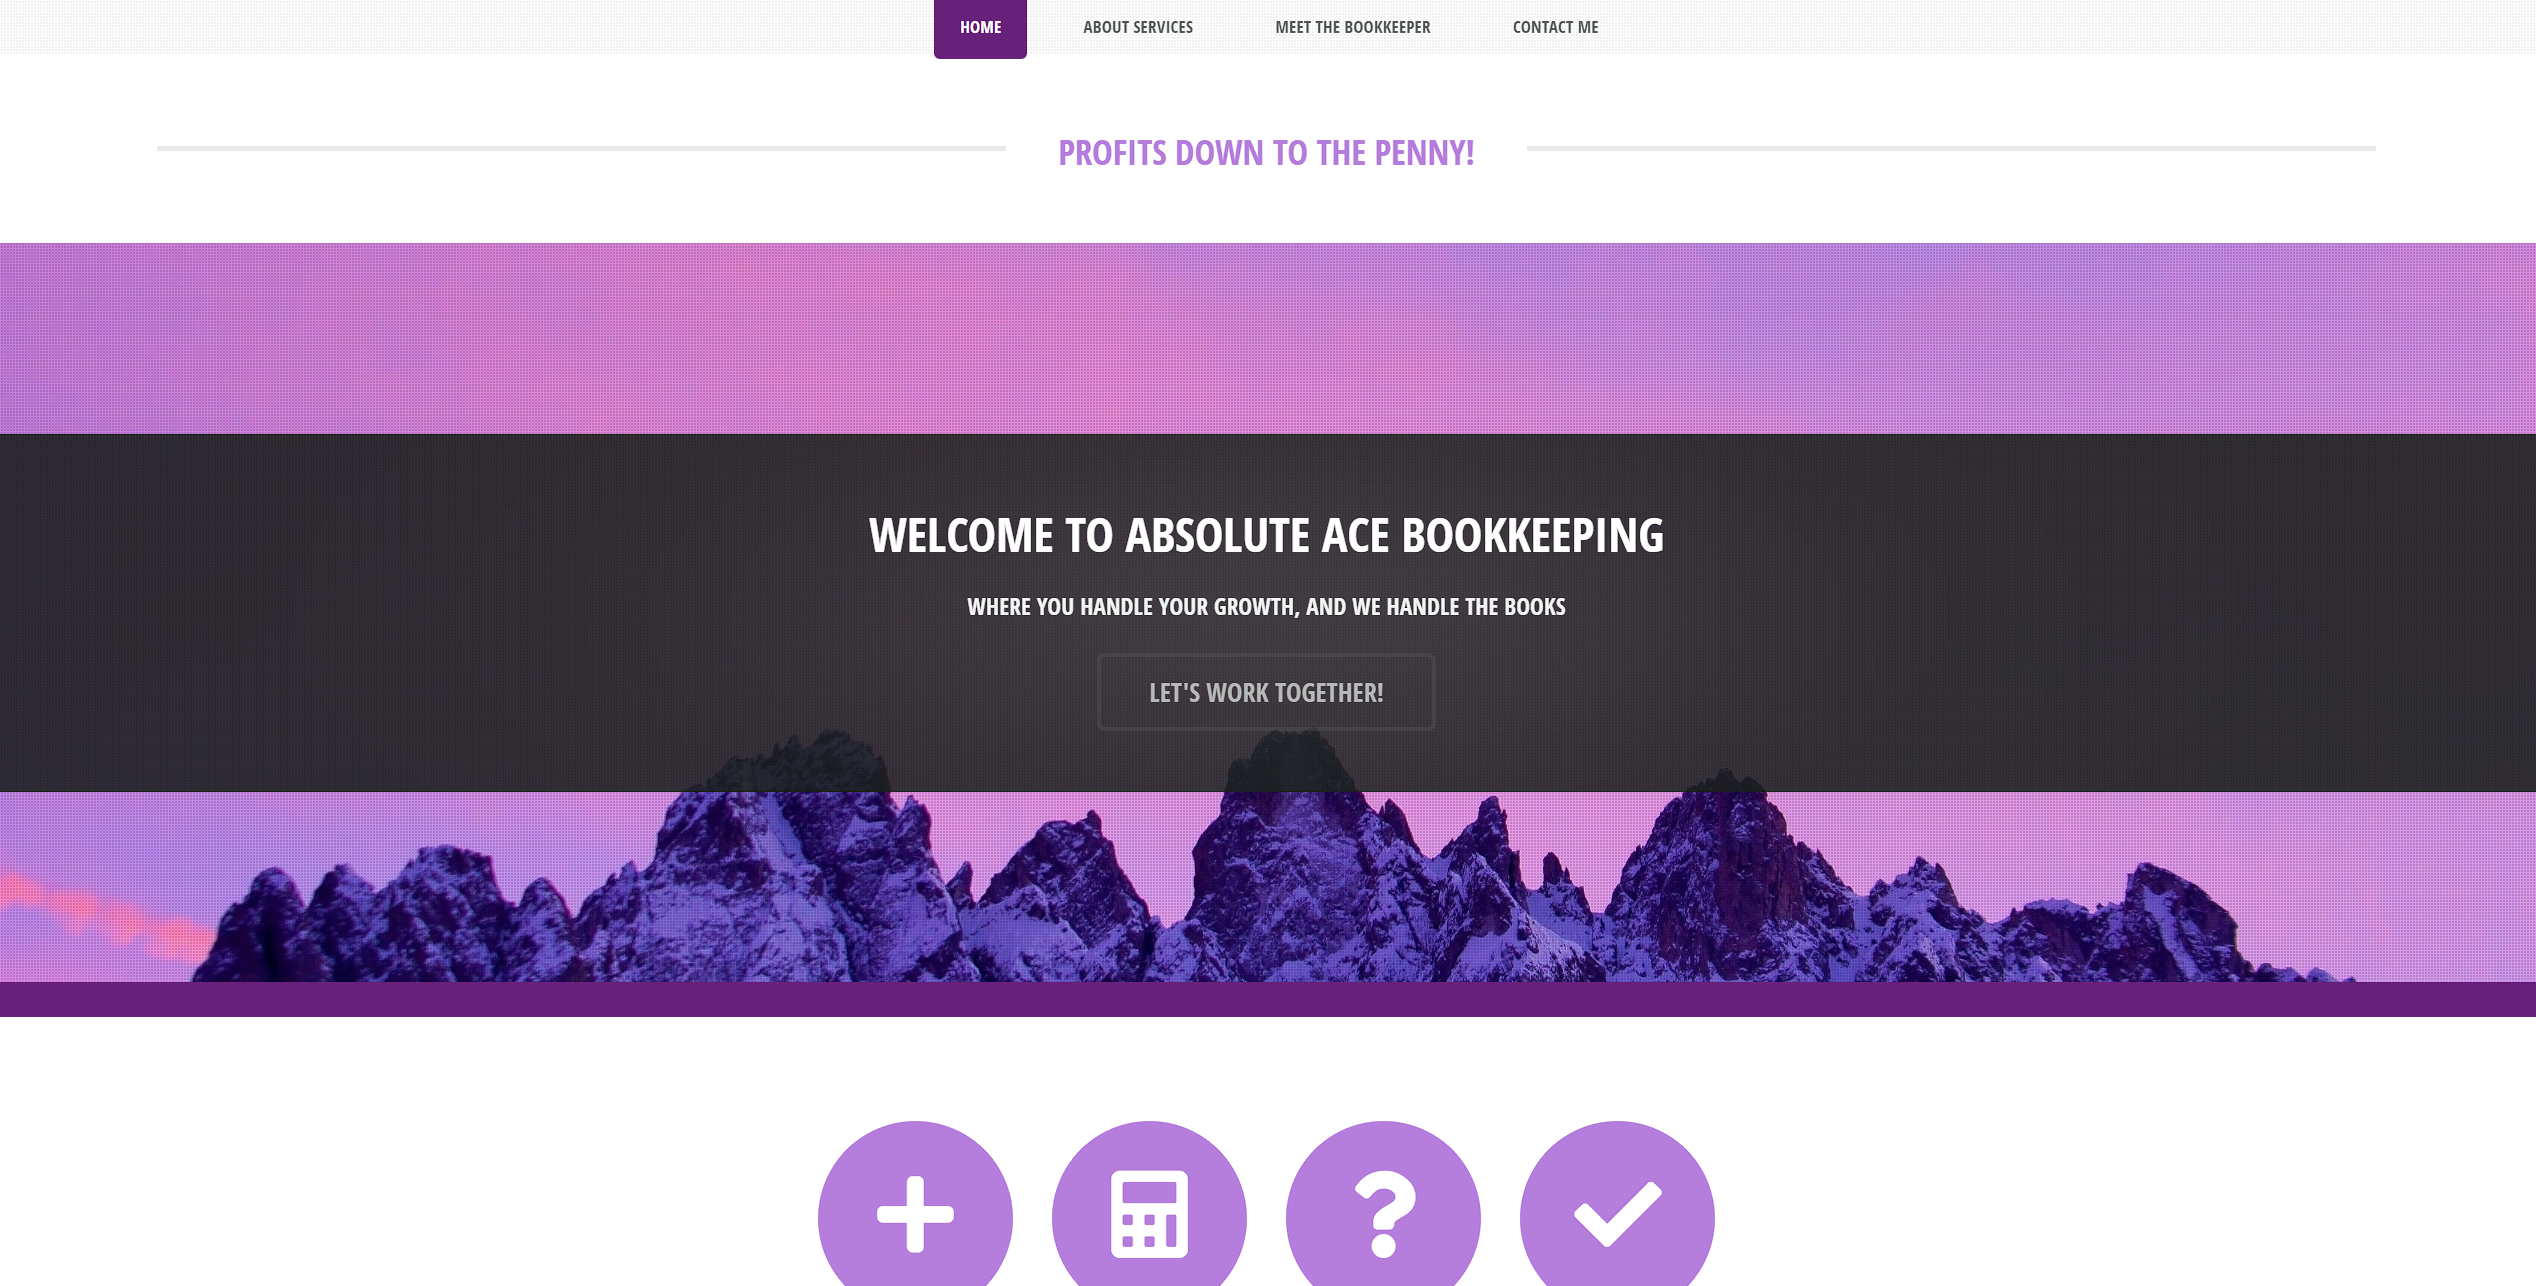 HOME
ABOUT SERVICES
MEET THE BOOKKEEPER
CONTACT ME
PROFITS DOWN TO THE PENNY!
WELCOME TO ABSOLUTE ACE BOOKKEEPING
WHERE YOU HANDLE YOUR GROWTH, AND WE HANDLE THE BOOKS
LET'S WORK TOGETHER!